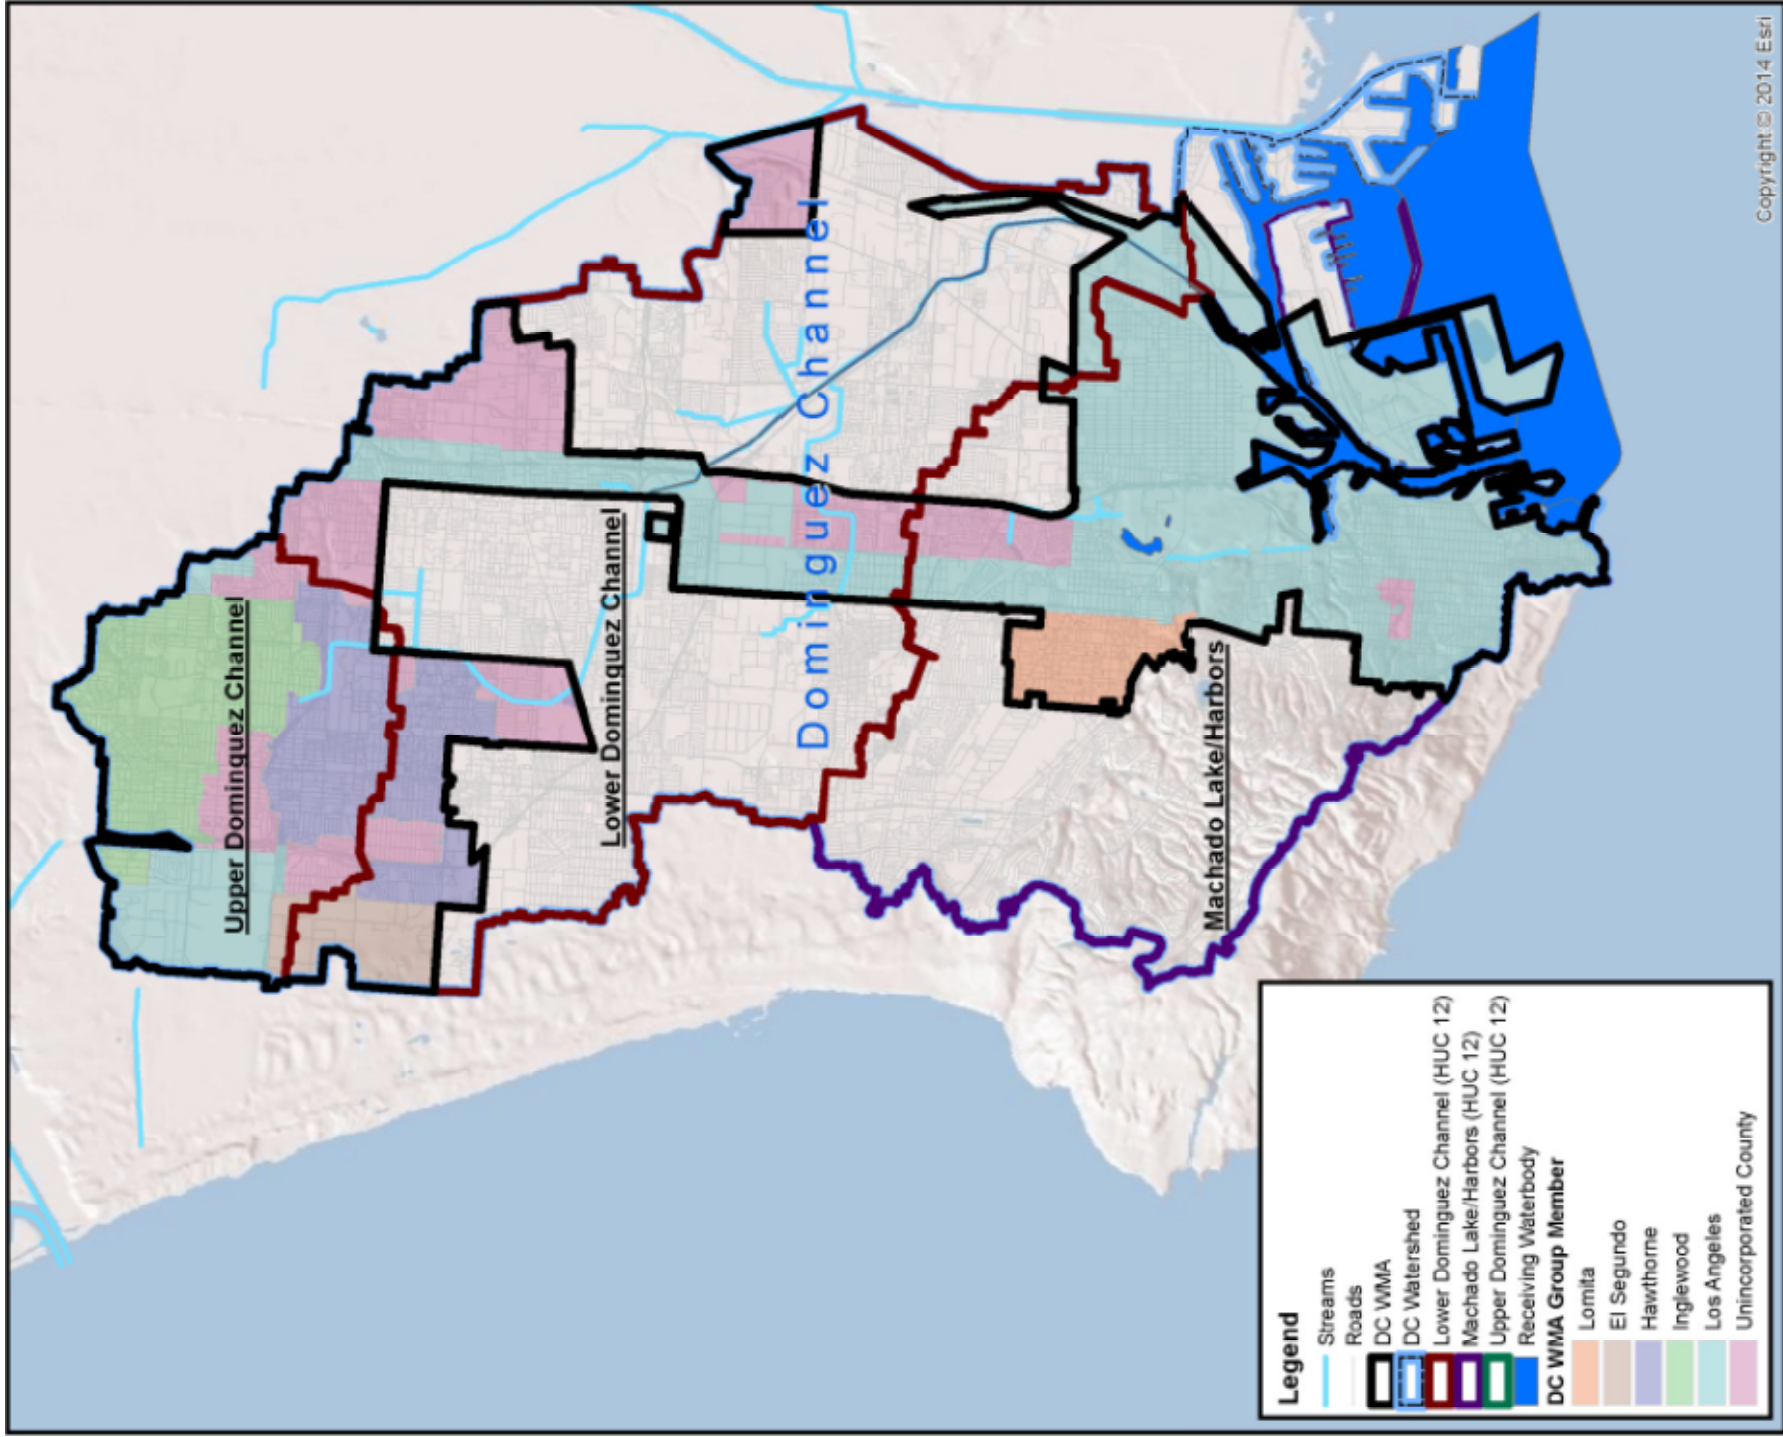 Upper Dominquez Channel
Lower Dominquez Channel
Dominguez Channel
Machado Lake/Harbors
Legend
Streams
Roads
DC WMA
DC Watershed
Lower Dominguez Channel (HUC 12)
Machado Lake/Harbors (HUC 12)
Upper Dominguez Channel (HUC 12)
Receiving Waterbody
DC WMA Group Member
Lomita
El Segundo
Hawthorne
Inglewood
Los Angeles
Unincorporated County
Copyright © 2014 Esri